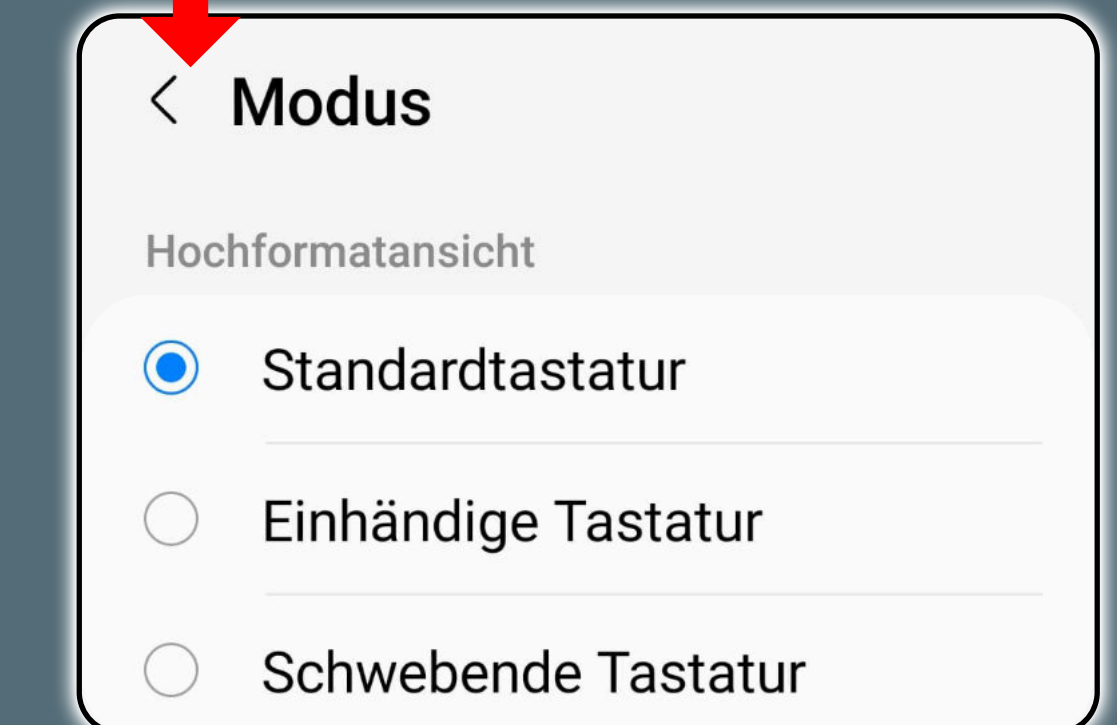 Modus
Hochformatansicht
Standardtastatur
Einhändige Tastatur
Schwebende Tastatur